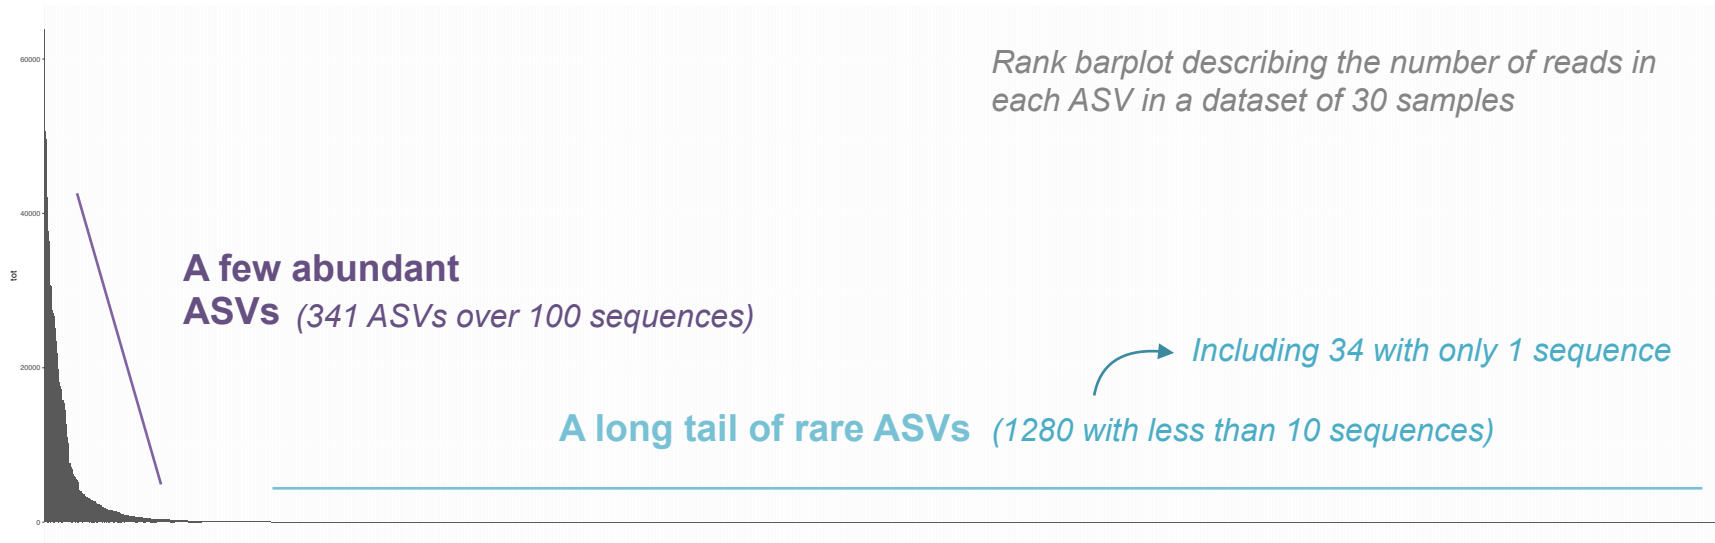 Rank barplot describing the number of reads in
each ASV in a dataset of 30 samples
60000
40000
tot
20000
0
A few abundant
ASVs (341 ASVs over 100 sequences)
Including 34 with only 1 sequence
A long tail of rare ASVs (1280 with less than 10 sequences)